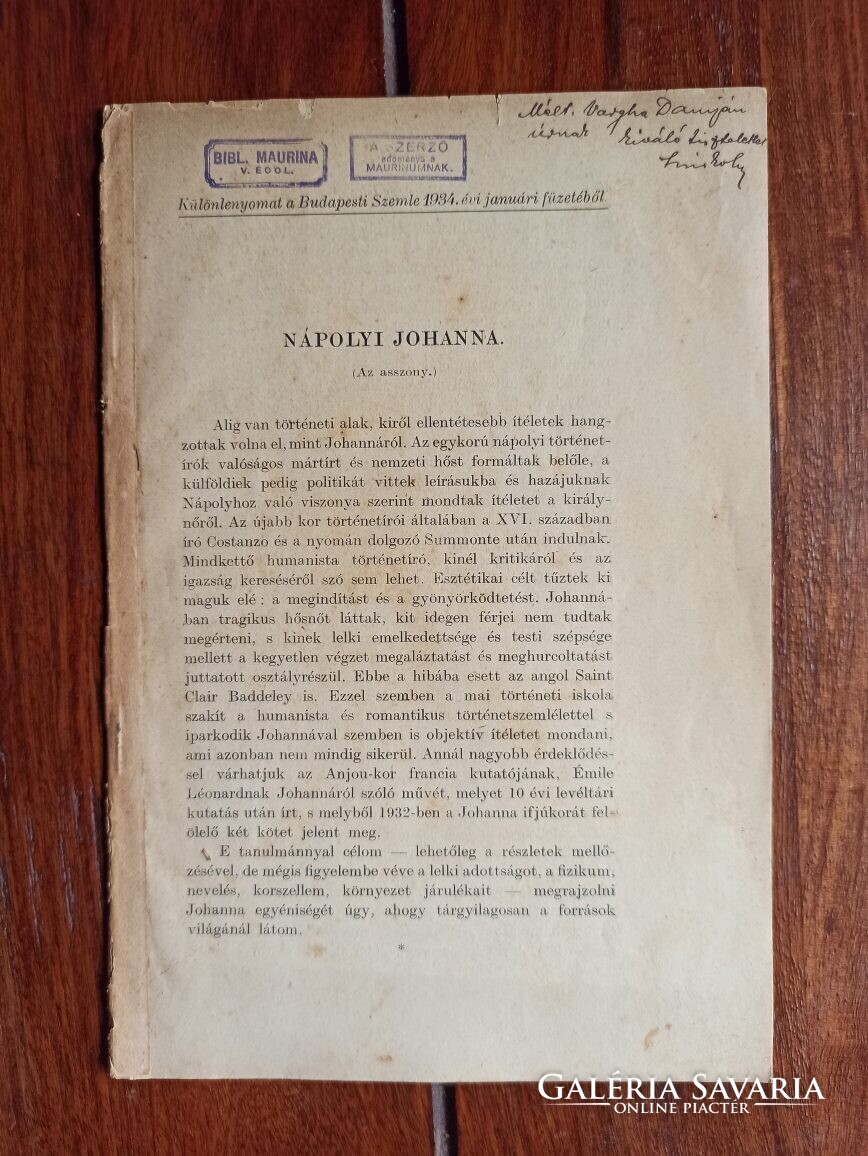 Mélt. Vargha Damján
úrnak kiváló tisztelettel
BIBL. MAURINA
V. EDOL.
A SZERZŐ
adománya a
MAURINUMNAK.
Különlenyomat a Budapesti Szemle 1934. évi januári füzetéből
NÁPOLYI JOHANNA.
(Az asszony.)
Alig van történeti alak, kiről ellentétesebb ítéletek hang-
zottak volna el, mint Johannáról. Az egykorú nápolyi történet-
írók valóságos mártírt és nemzeti hőst formáltak belőle, a
külföldiek pedig politikát vittek leírásukba és hazájuknak
Nápolyhoz való viszonya szerint mondtak ítéletet a király-
nőről. Az újabb kor történetírói általában a XVI. században
író Costanzo és a nyomán dolgozó Summonte után indulnak.
Mindkettő humanista történetíró, kinél kritikáról és az
igazság kereséséről szó sem lehet. Esztétikai célt tűztek ki
maguk elé : a megindítást és a gyönyörködtetést. Johanná-
ban tragikus hősnőt láttak, kit idegen férjei nem tudtak
megérteni, s kinek lelki emelkedettsége és testi szépsége
mellett a kegyetlen végzet megaláztatást és meghurcoltatást
juttatott osztályrészül. Ebbe a hibába esett az angol Saint
Clair Baddeley is. Ezzel szemben a mai történeti iskola
szakít a humanista és romantikus történetszemlélettel s
iparkodik Johannával szemben is objektív ítéletet mondani,
ami azonban nem mindig sikerül. Annál nagyobb érdeklődés-
sel várhatjuk az Anjou-kor francia kutatójának, Émile
Léonardnak Johannáról szóló művét, melyet 10 évi levéltári
kutatás után írt, s melyből 1932-ben a Johanna ifjúkorát fel-
ölelő két kötet jelent meg.
E tanulmánnyal célom — lehetőleg a részletek mellő-
zésével, de mégis figyelembe véve a lelki adottságot, a fizikum,
nevelés, korszellem, környezet járulékait — megrajzolni
Johanna egyéniségét úgy, ahogy tárgyilagosan a források
világánál látom.
*
GALÉRIA SAVARIA
ONLINE PIACTÉR